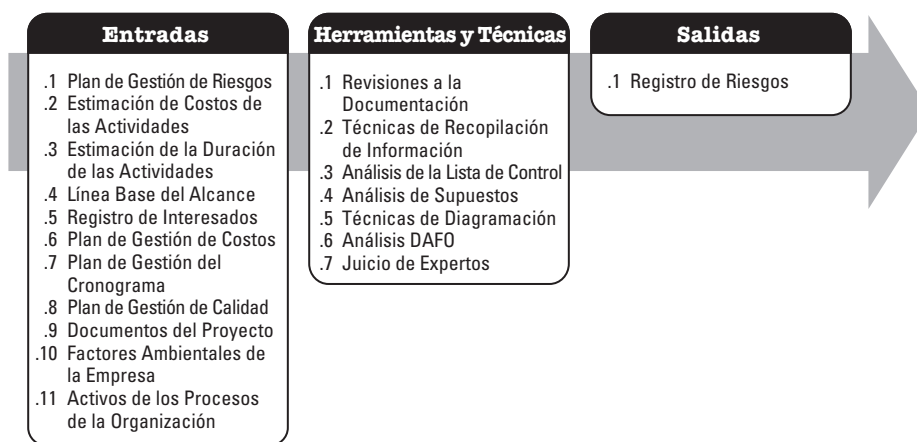 Entradas
.1 Plan de Gestión de Riesgos
.2 Estimación de Costos de
las Actividades
.3 Estimación de la Duración
de las Actividades
.4 Línea Base del Alcance
.5 Registro de Interesados
.6 Plan de Gestión de Costos
.7 Plan de Gestión del
Cronograma
.8 Plan de Gestión de Calidad
.9 Documentos del Proyecto
.10 Factores Ambientales de
la Empresa
.11 Activos de los Procesos
de la Organización
Herramientas y Técnicas
.1 Revisiones a la
Documentación
.2 Técnicas de Recopilación
de Información
.3 Análisis de la Lista de Control
.4 Análisis de Supuestos
.5 Técnicas de Diagramación
.6 Análisis DAFO
.7 Juicio de Expertos
Salidas
.1 Registro de Riesgos